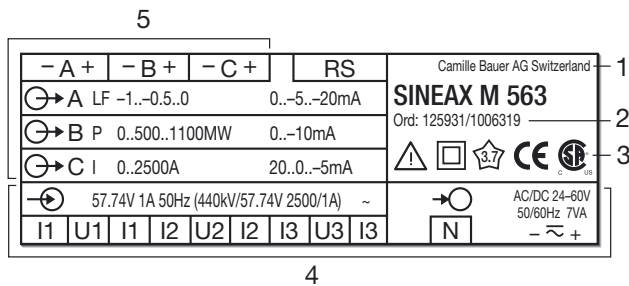 5
– A + – B + – C + RS
Camille Bauer AG Switzerland 1
SINEAX M 563
A LF –1..–0.5..0 0..–5..–20mA
Ord: 125931/1006319 2
B P 0..500..1100MW 0..–10mA
3.7 CE C SA US 3
C I 0..2500A 20..0..–5mA
57.74V 1A 50Hz (440kV/57.74V 2500/1A) ~
AC/DC 24–60V
50/60Hz 7VA
I1 U1 I1 I2 U2 I2 I3 U3 I3 N – ⏦ +
4